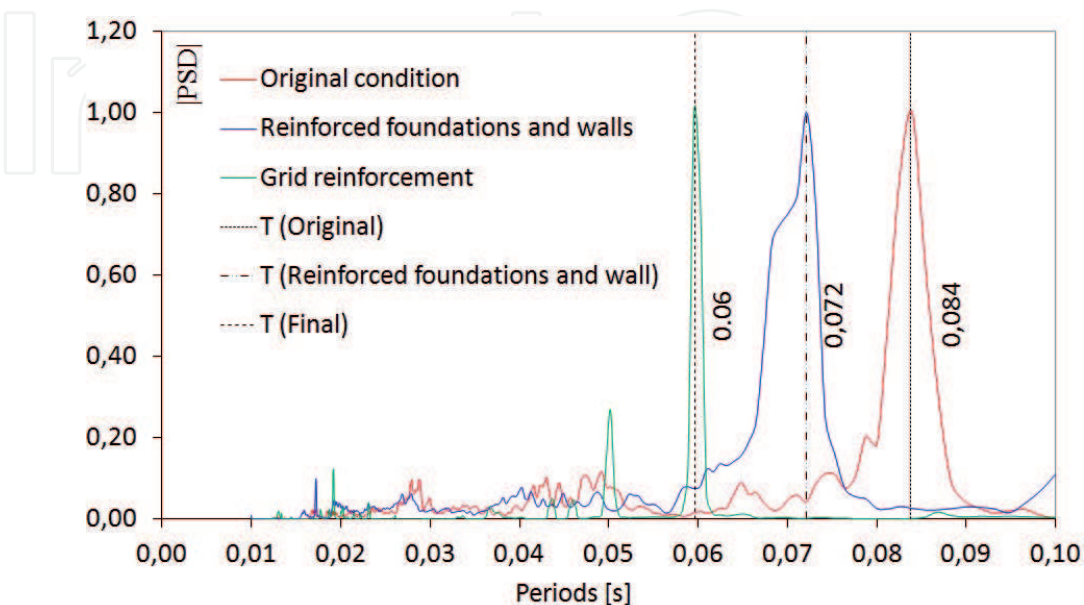 1,20
1,00
0,80
0,60
0,40
0,20
0,00
|PSD|
Original condition
Reinforced foundations and walls
Grid reinforcement
T (Original)
T (Reinforced foundations and wall)
T (Final)
0.06
0,072
0,084
0,00 0,01 0,02 0,03 0,04 0,05 0,06 0,07 0,08 0,09 0,10
Periods [s]